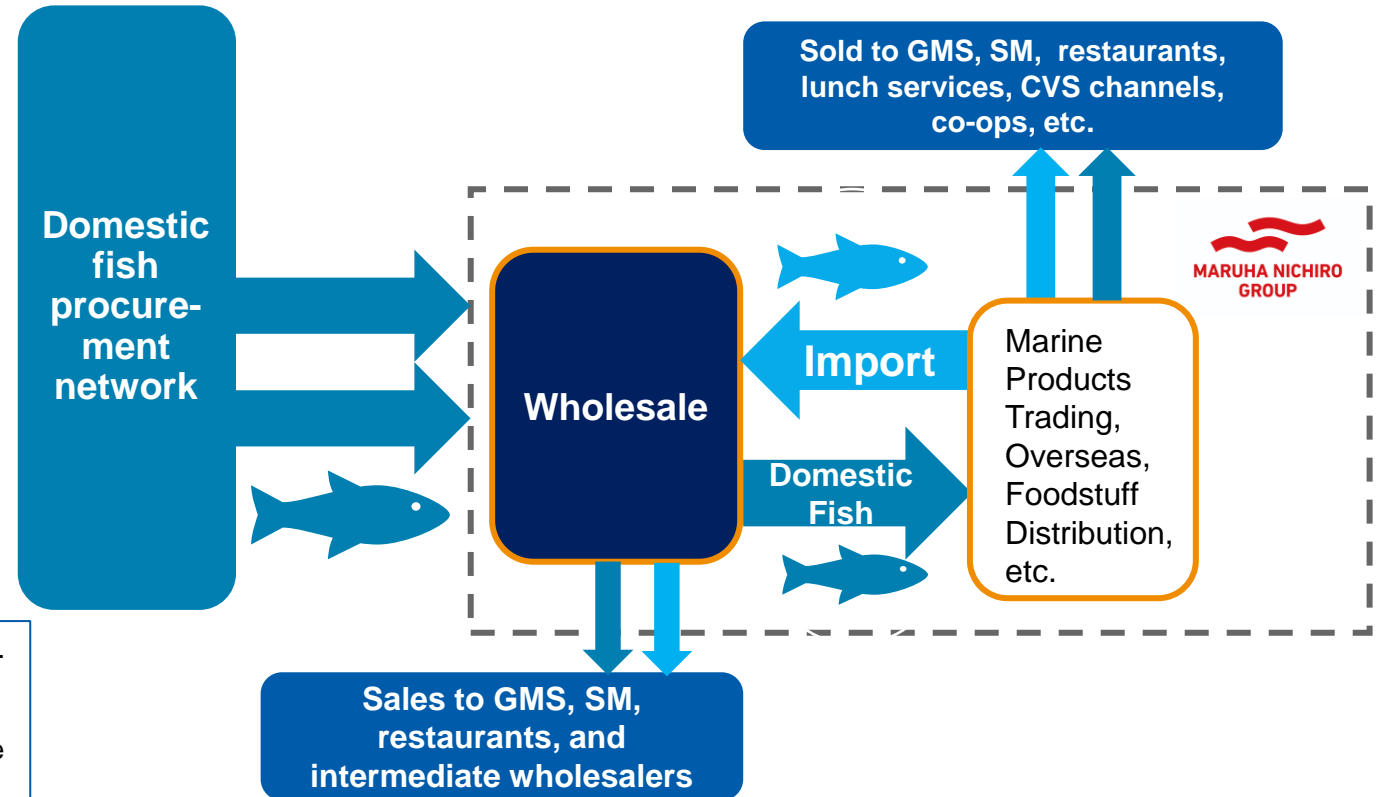 Sold to GMS, SM, restaurants,
lunch services, CVS channels,
co-ops, etc.
Domestic
fish
procure-
ment
network
MARUHA NICHIRO
GROUP
Wholesale
Import
Domestic
Fish
Marine
Products
Trading,
Overseas,
Foodstuff
Distribution,
etc.
Sales to GMS, SM,
restaurants, and
intermediate wholesalers